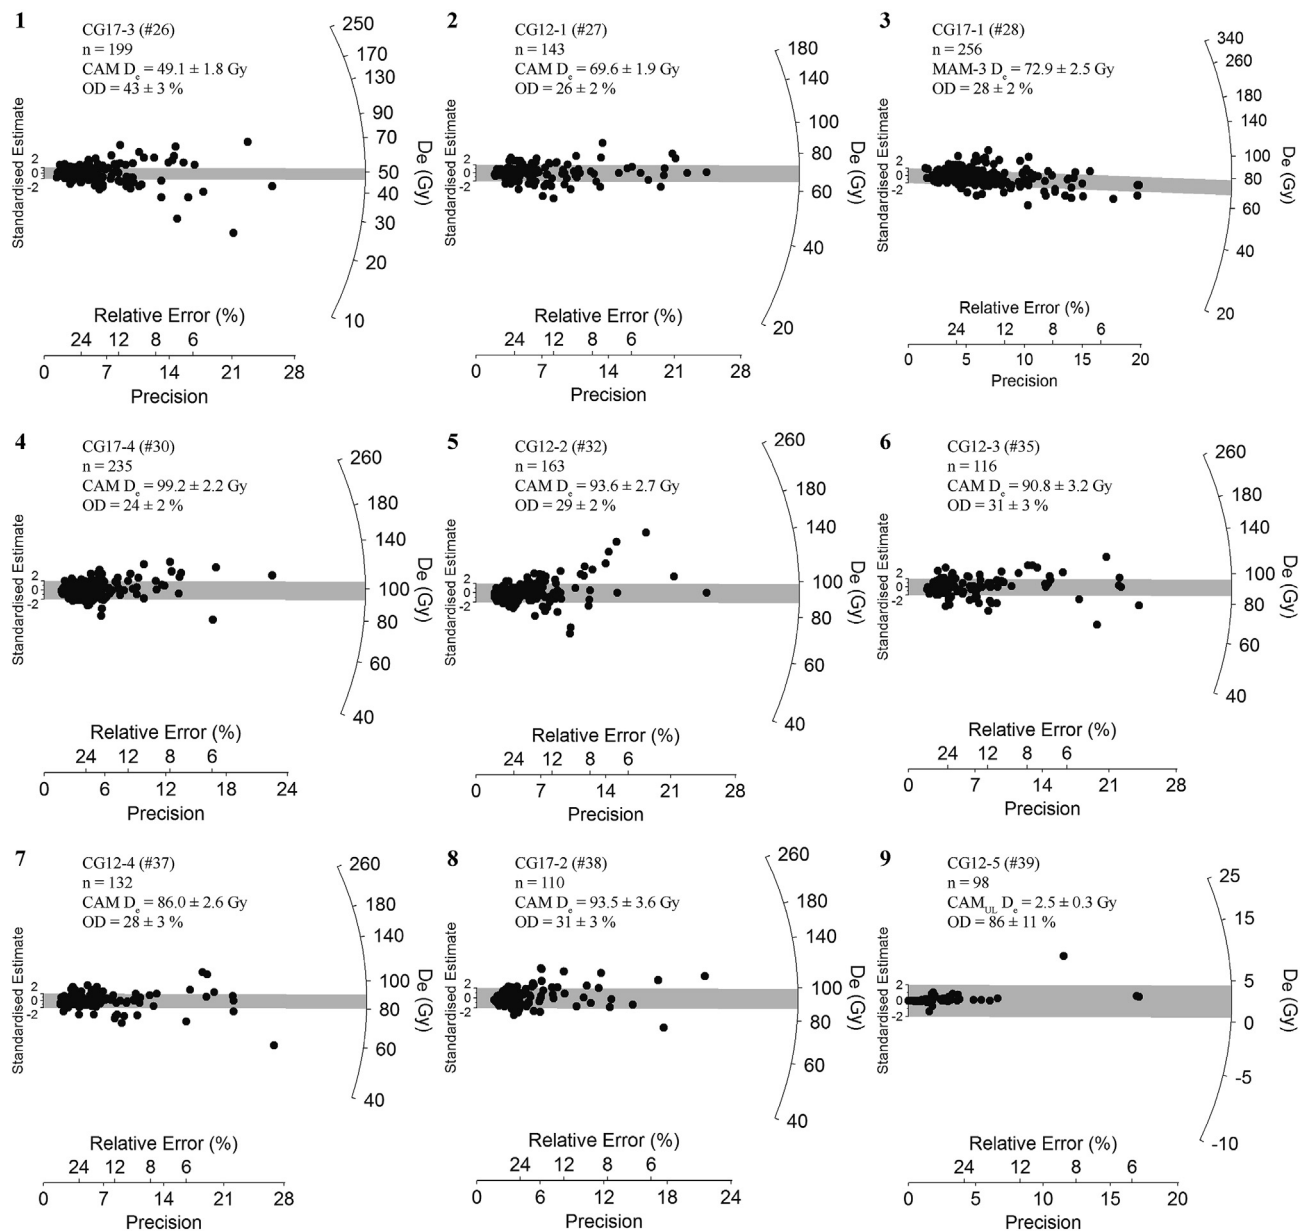 1
CG17-3 (#26)
n = 199
CAM De = 49.1 ± 1.8 Gy
OD = 43 ± 3 %
Standardised Estimate
2
0
-2
250
170
130
90
70
50
40
30
20
10
De (Gy)
Relative Error (%)
24 12 8 6
0 7 14 21 28
Precision
2
CG12-1 (#27)
n = 143
CAM De = 69.6 ± 1.9 Gy
OD = 26 ± 2 %
Standardised Estimate
2
0
-2
180
140
100
80
60
40
20
De (Gy)
Relative Error (%)
24 12 8 6
0 7 14 21 28
Precision
3
CG17-1 (#28)
n = 256
MAM-3 De = 72.9 ± 2.5 Gy
OD = 28 ± 2 %
Standardised Estimate
2
0
-2
340
260
180
140
100
80
60
40
20
De (Gy)
Relative Error (%)
24 12 8 6
0 5 10 15 20
Precision
4
CG17-4 (#30)
n = 235
CAM De = 99.2 ± 2.2 Gy
OD = 24 ± 2 %
Standardised Estimate
2
0
-2
260
180
140
100
80
60
40
De (Gy)
Relative Error (%)
24 12 8 6
0 6 12 18 24
Precision
5
CG12-2 (#32)
n = 163
CAM De = 93.6 ± 2.7 Gy
OD = 29 ± 2 %
Standardised Estimate
2
0
-2
260
180
140
100
80
60
40
De (Gy)
Relative Error (%)
24 12 8 6
0 7 14 21 28
Precision
6
CG12-3 (#35)
n = 116
CAM De = 90.8 ± 3.2 Gy
OD = 31 ± 3 %
Standardised Estimate
2
0
-2
260
180
140
100
80
60
40
De (Gy)
Relative Error (%)
24 12 8 6
0 7 14 21 28
Precision
7
CG12-4 (#37)
n = 132
CAM De = 86.0 ± 2.6 Gy
OD = 28 ± 3 %
Standardised Estimate
2
0
-2
260
180
140
100
80
60
40
De (Gy)
Relative Error (%)
24 12 8 6
0 7 14 21 28
Precision
8
CG17-2 (#38)
n = 110
CAM De = 93.5 ± 3.6 Gy
OD = 31 ± 3 %
Standardised Estimate
2
0
-2
260
180
140
100
80
60
40
De (Gy)
Relative Error (%)
24 12 8 6
0 6 12 18 24
Precision
9
CG12-5 (#39)
n = 98
CAMUL De = 2.5 ± 0.3 Gy
OD = 86 ± 11 %
Standardised Estimate
2
0
-2
25
15
5
0
-5
-10
De (Gy)
Relative Error (%)
24 12 8 6
0 5 10 15 20
Precision